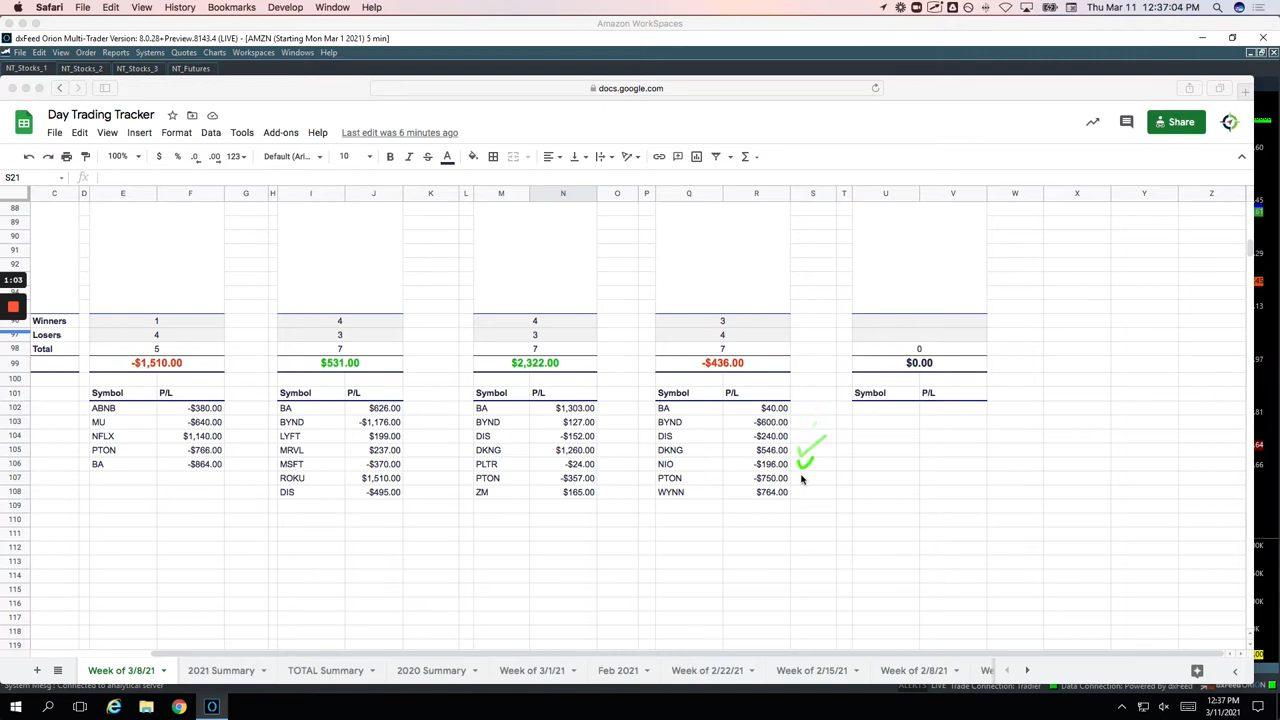 Safari File Edit View History Bookmarks Develop Window Help Thu Mar 11 12:37:04 PM
Amazon WorkSpaces
dxFeed Orion Multi-Trader Version: 8.0.28+Preview.8143.4 (LIVE) - [AMZN (Starting Mon Mar 1 2021) 5 min]
File Edit View Order Reports Systems Quotes Charts Workspaces Windows Help
NT_Stocks_1 NT_Stocks_2 NT_Stocks_3 NT_Futures
docs.google.com
Day Trading Tracker
Share
File Edit View Insert Format Data Tools Add-ons Help Last edit was 6 minutes ago
100% $ % .0 .00 123 Default (Ari... 10 B I S A
S21 fx
C D E F G H I J K L M N O P Q R S T U V W X Y Z
88
89
90
91
92
1:03
96 Winners 1 4 4 3
97 Losers 4 3 3 4
98 Total 5 7 7 7 0
99 -$1,510.00 $531.00 $2,322.00 -$436.00 $0.00
100
101 Symbol P/L Symbol P/L Symbol P/L Symbol P/L Symbol P/L
102 ABNB -$380.00 BA $626.00 BA $1,303.00 BA $40.00
103 MU -$640.00 BYND -$1,176.00 BYND $127.00 BYND -$600.00
104 NFLX $1,140.00 LYFT $199.00 DIS -$152.00 DIS -$240.00
105 PTON -$766.00 MRVL $237.00 DKNG $1,260.00 DKNG $546.00
106 BA -$864.00 MSFT -$370.00 PLTR -$24.00 NIO -$196.00
107 ROKU $1,510.00 PTON -$357.00 PTON -$750.00
108 DIS -$495.00 ZM $165.00 WYNN $764.00
109
110
111
112
113
114
115
116
117
118
119
Week of 3/8/21 2021 Summary TOTAL Summary 2020 Summary Week of 3/1/21 Feb 2021 Week of 2/22/21 Week of 2/15/21 Week of 2/8/21 We
System Mesg : Connected to analytical server ALERTS LIVE Trade Connection: Tradier Data Connection: Powered by dxFeed ORION
12:37 PM
3/11/2021